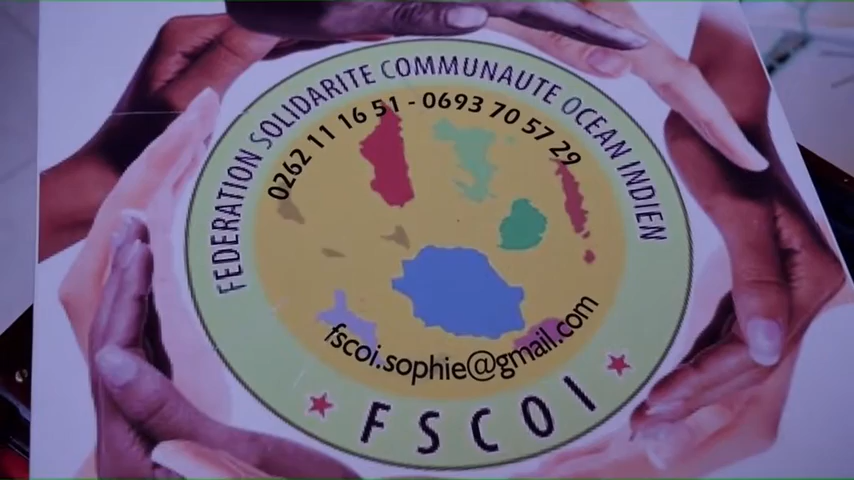 FEDERATION SOLIDARITE COMMUNAUTE OCEAN INDIEN
0262 11 16 51 - 0693 70 57 29
fscoi.sophie@gmail.com
FSCOI